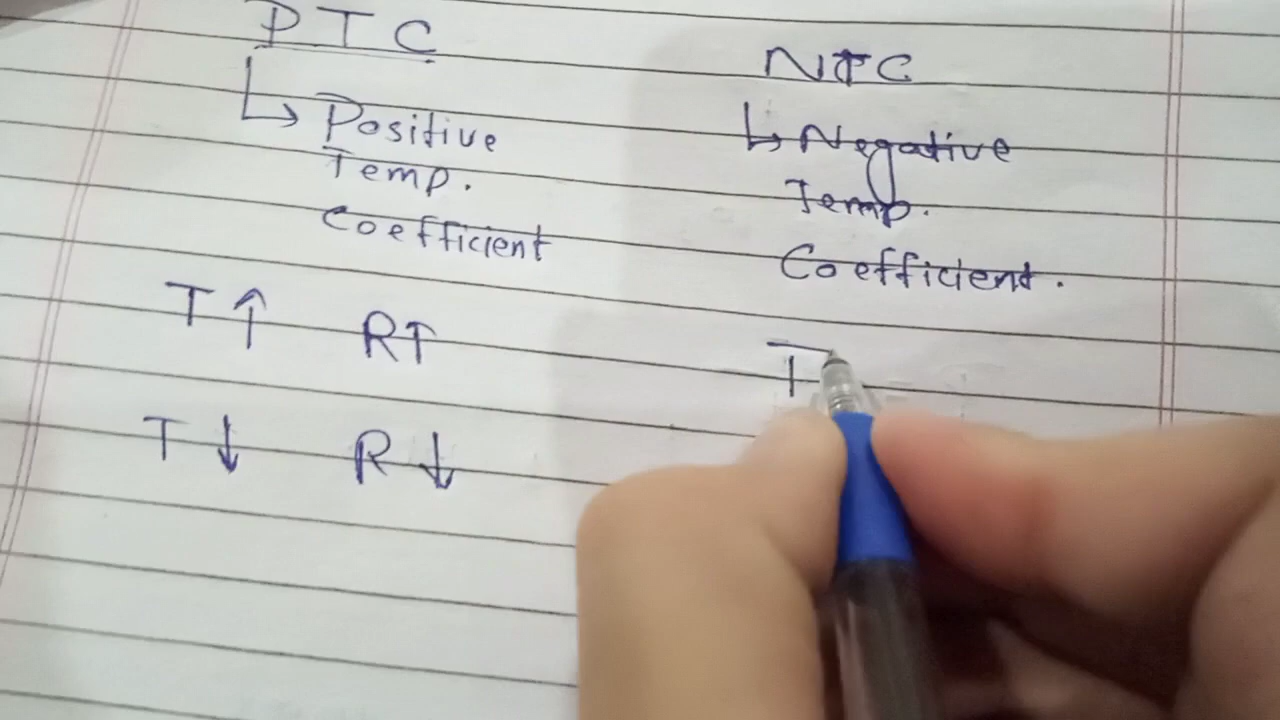 PTC
↳ Positive
Temp.
Coefficient
T↑ R↑
T↓ R↓
NTC
↳ Negative
Temp.
Coefficient.
T